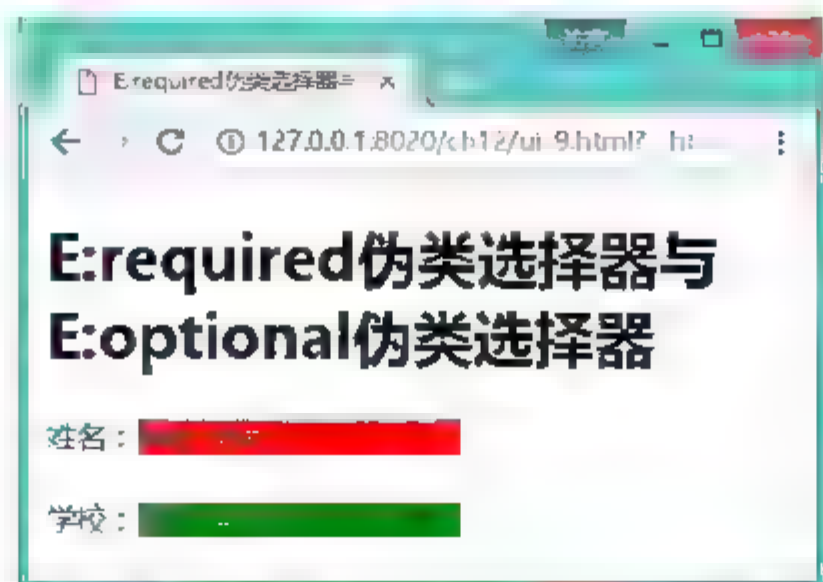 E:required伪类选择器与
127.0.0.1:8020/ch12/ui-9.html?
E:required伪类选择器与
E:optional伪类选择器
姓名：
学校：